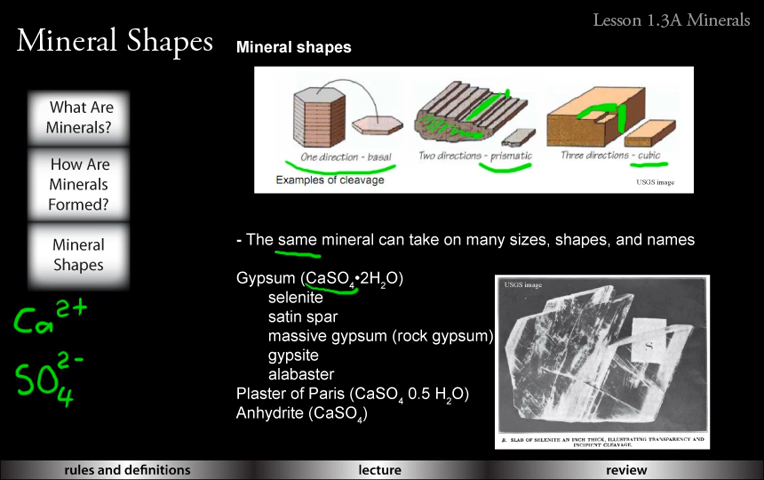 Lesson 1.3A Minerals
Mineral Shapes
Mineral shapes
What Are
Minerals?
How Are
Minerals
Formed?
Mineral
Shapes
One direction - basal
Two directions - prismatic
Three directions - cubic
Examples of cleavage
USGS image
- The same mineral can take on many sizes, shapes, and names
Gypsum (CaSO₄•2H₂O)
selenite
satin spar
massive gypsum (rock gypsum)
gypsite
alabaster
Plaster of Paris (CaSO₄ 0.5 H₂O)
Anhydrite (CaSO₄)
Ca²⁺
SO₄²⁻
USGS image
S.
B. SLAB OF SELENITE AN INCH THICK, ILLUSTRATING TRANSPARENCY AND
INCIPIENT CLEAVAGE.
rules and definitions
lecture
review